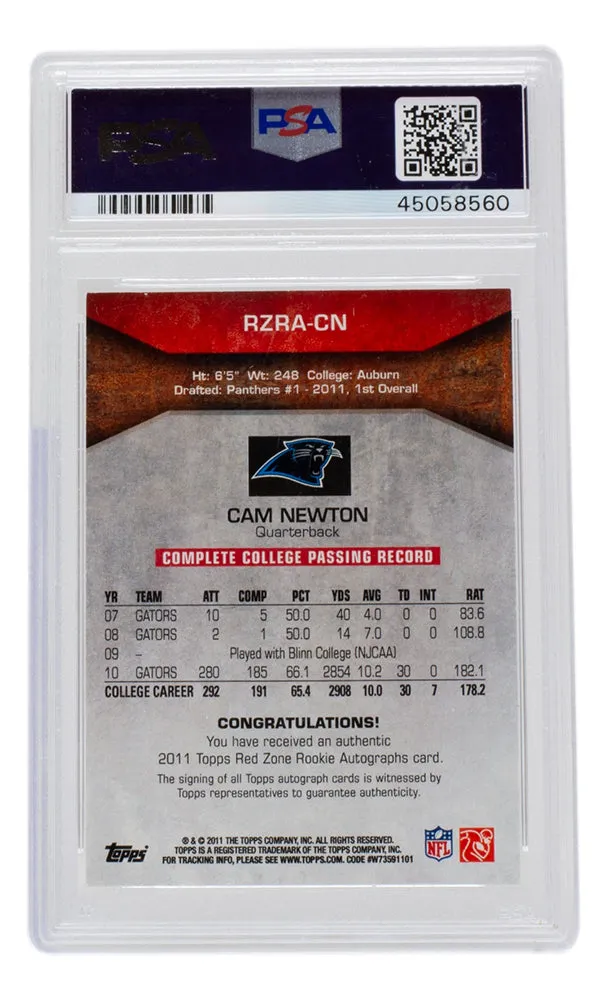 PSA PSA
45058560
RZRA-CN
Ht: 6'5" Wt: 248 College: Auburn
Drafted: Panthers #1 - 2011, 1st Overall
CAM NEWTON
Quarterback
COMPLETE COLLEGE PASSING RECORD
YR TEAM ATT COMP PCT YDS AVG TD INT RAT
07 GATORS 10 5 50.0 40 4.0 0 0 83.6
08 GATORS 2 1 50.0 14 7.0 0 0 108.8
09 – Played with Blinn College (NJCAA)
10 GATORS 280 185 66.1 2854 10.2 30 0 182.1
COLLEGE CAREER 292 191 65.4 2908 10.0 30 7 178.2
CONGRATULATIONS!
You have received an authentic
2011 Topps Red Zone Rookie Autographs card.
The signing of all Topps autograph cards is witnessed by
Topps representatives to guarantee authenticity.
® & © 2011 THE TOPPS COMPANY, INC. ALL RIGHTS RESERVED.
TOPPS IS A REGISTERED TRADEMARK OF THE TOPPS COMPANY, INC.
FOR TRACKING INFO, PLEASE SEE WWW.TOPPS.COM. CODE #W73591101
Topps
NFL